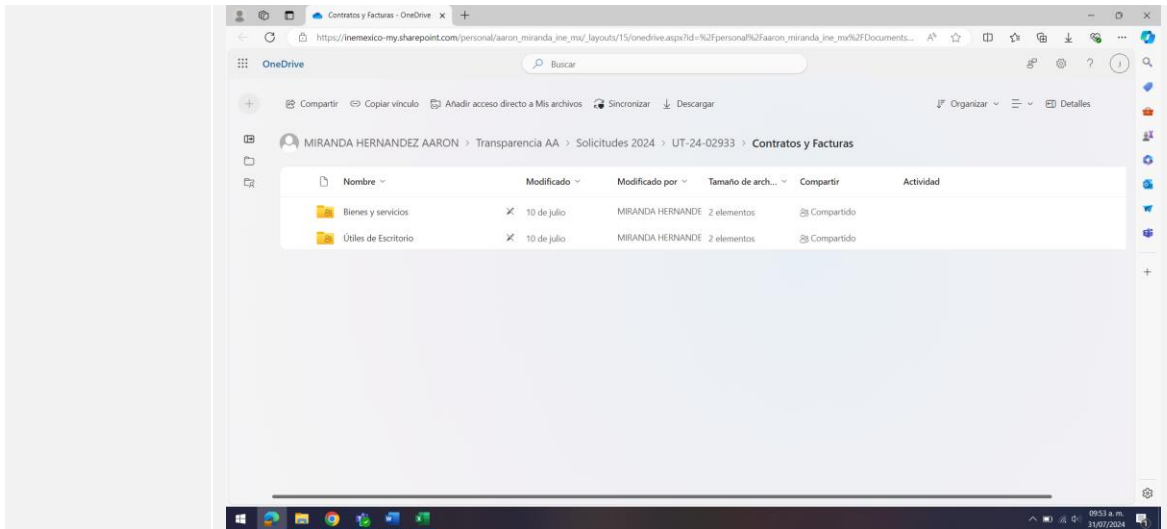 Contratos y Facturas - OneDrive
https://inemexico-my.sharepoint.com/personal/aaron_miranda_ine_mx/_layouts/15/onedrive.aspx?id=%2Fpersonal%2Faaron_miranda_ine_mx%2FDocuments...
OneDrive
Buscar
Compartir Copiar vínculo Añadir acceso directo a Mis archivos Sincronizar Descargar Organizar Detalles
MIRANDA HERNANDEZ AARON > Transparencia AA > Solicitudes 2024 > UT-24-02933 > Contratos y Facturas
Nombre Modificado Modificado por Tamaño de arch... Compartir Actividad
Bienes y servicios 10 de julio MIRANDA HERNANDE 2 elementos Compartido
Útiles de Escritorio 10 de julio MIRANDA HERNANDE 2 elementos Compartido
09:53 a. m.
31/07/2024